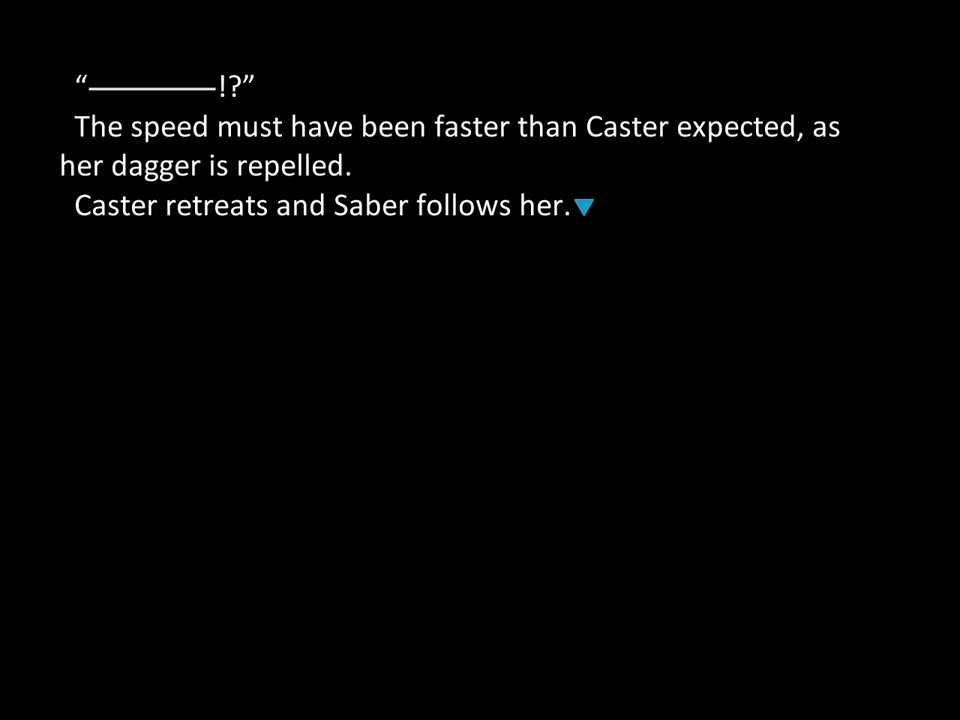 “――――――!?”
The speed must have been faster than Caster expected, as
her dagger is repelled.
Caster retreats and Saber follows her.